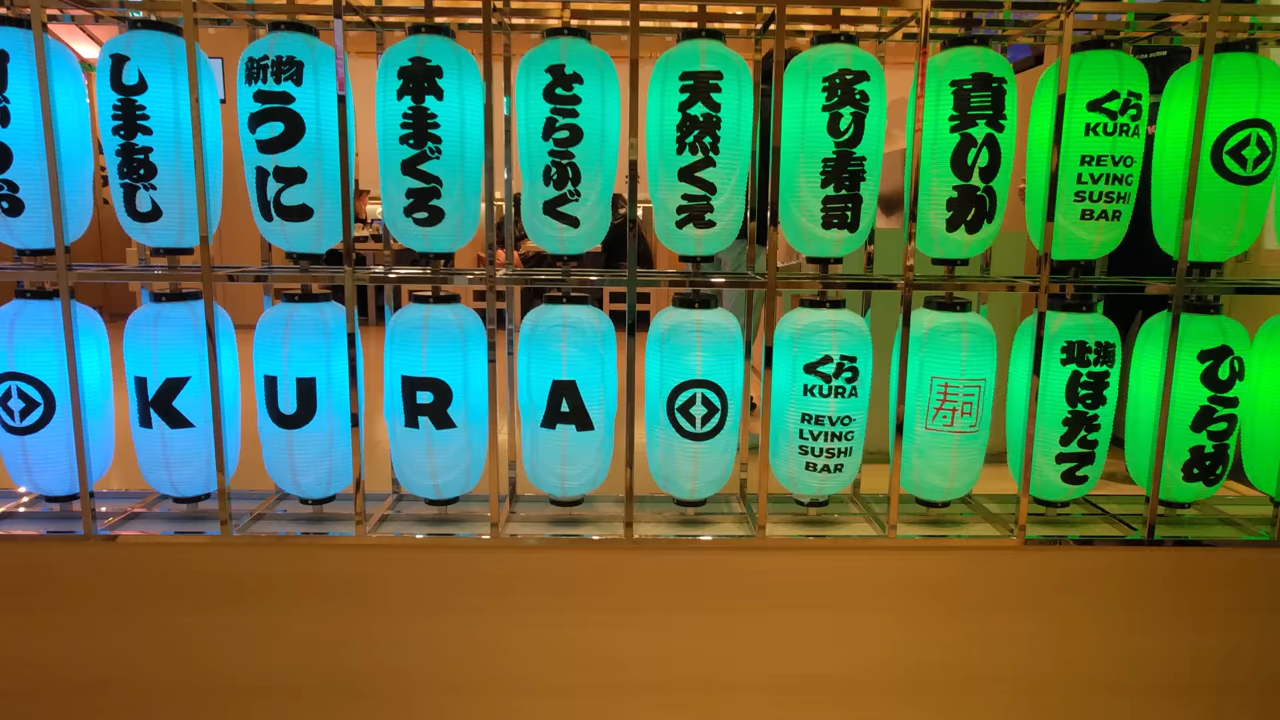 しまあじ
新物
うに
本まぐろ
とらふぐ
天然くえ
炙り寿司
真いか
くら
KURA
REVO-
LVING
SUSHI
BAR
K
U
R
A
くら
KURA
REVO-
LVING
SUSHI
BAR
寿司
北海
ほたて
ひらめ